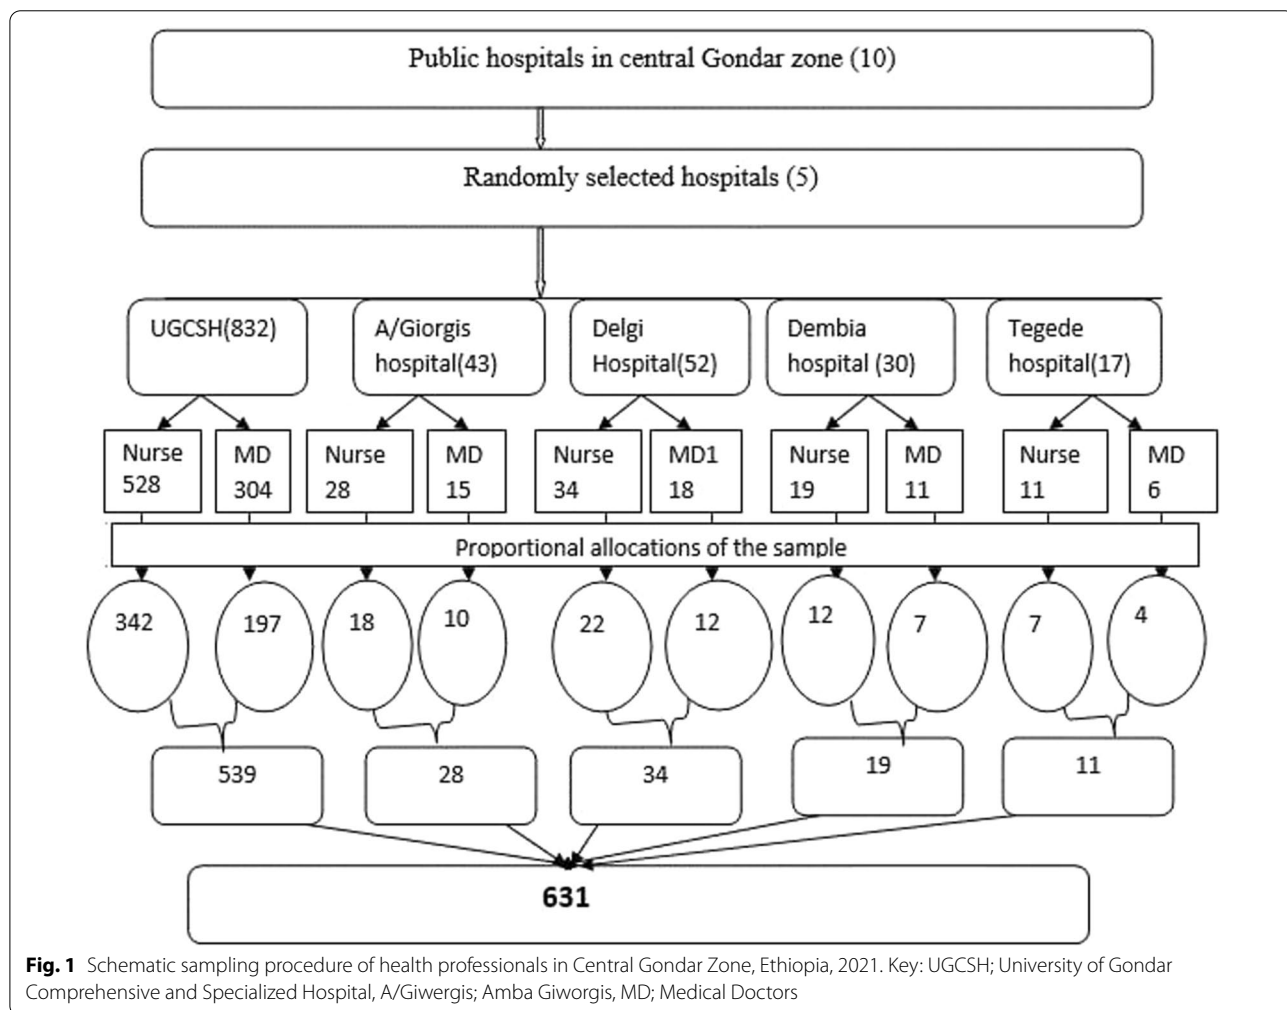 Public hospitals in central Gondar zone (10)
Randomly selected hospitals (5)
UGCSH(832)
A/Giorgis
hospital(43)
Delgi
Hospital(52)
Dembia
hospital (30)
Tegede
hospital(17)
Nurse
528
MD
304
Nurse
28
MD
15
Nurse
34
MD1
18
Nurse
19
MD
11
Nurse
11
MD
6
Proportional allocations of the sample
342
197
18
10
22
12
12
7
7
4
539
28
34
19
11
631
Fig. 1 Schematic sampling procedure of health professionals in Central Gondar Zone, Ethiopia, 2021. Key: UGCSH; University of Gondar
Comprehensive and Specialized Hospital, A/Giwergis; Amba Giworgis, MD; Medical Doctors